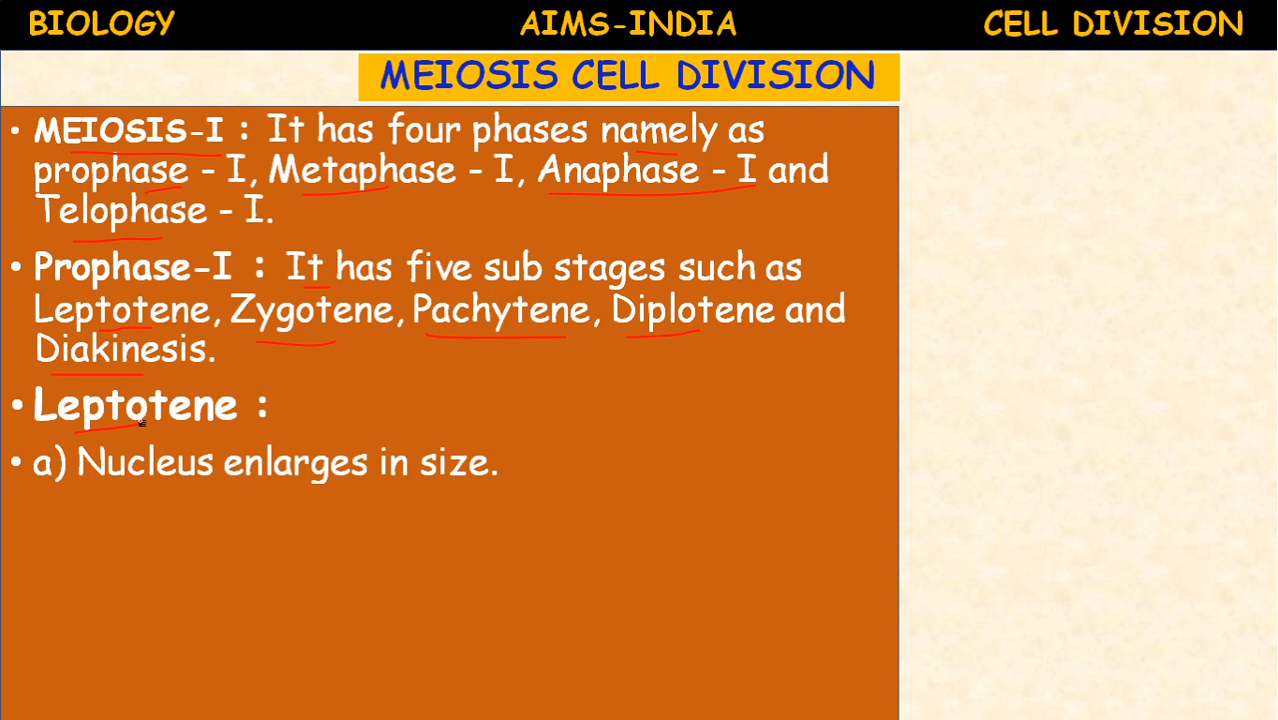 BIOLOGY AIMS-INDIA CELL DIVISION
MEIOSIS CELL DIVISION
• MEIOSIS-I : It has four phases namely as
prophase - I, Metaphase - I, Anaphase - I and
Telophase - I.
• Prophase-I : It has five sub stages such as
Leptotene, Zygotene, Pachytene, Diplotene and
Diakinesis.
• Leptotene :
• a) Nucleus enlarges in size.